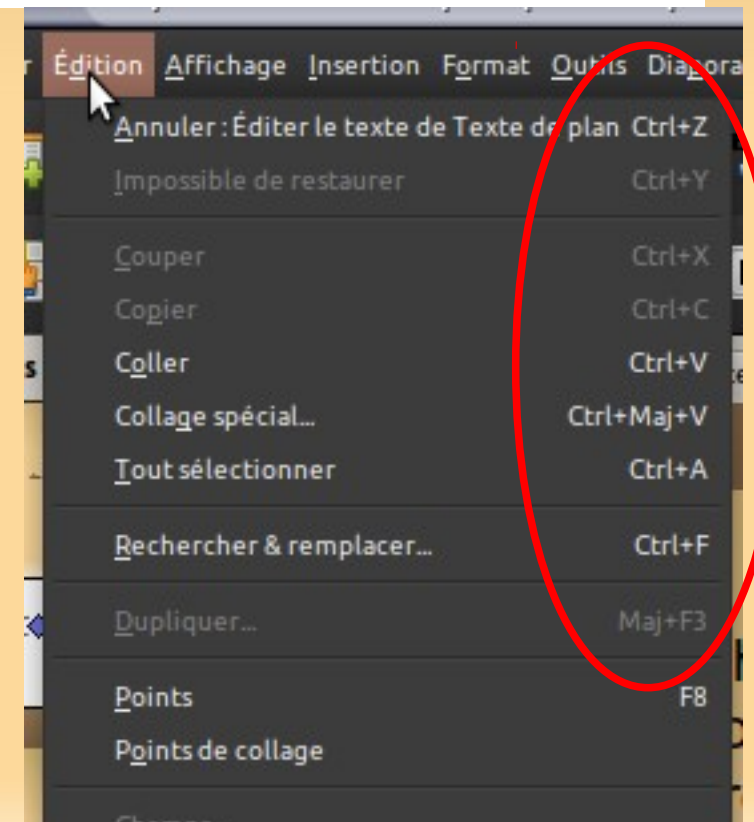 Édition Affichage Insertion Format Outils Diapora
Annuler : Éditer le texte de Texte de plan Ctrl+Z
Impossible de restaurer Ctrl+Y
Couper Ctrl+X
Copier Ctrl+C
Coller Ctrl+V
Collage spécial... Ctrl+Maj+V
Tout sélectionner Ctrl+A
Rechercher & remplacer... Ctrl+F
Dupliquer... Maj+F3
Points F8
Points de collage